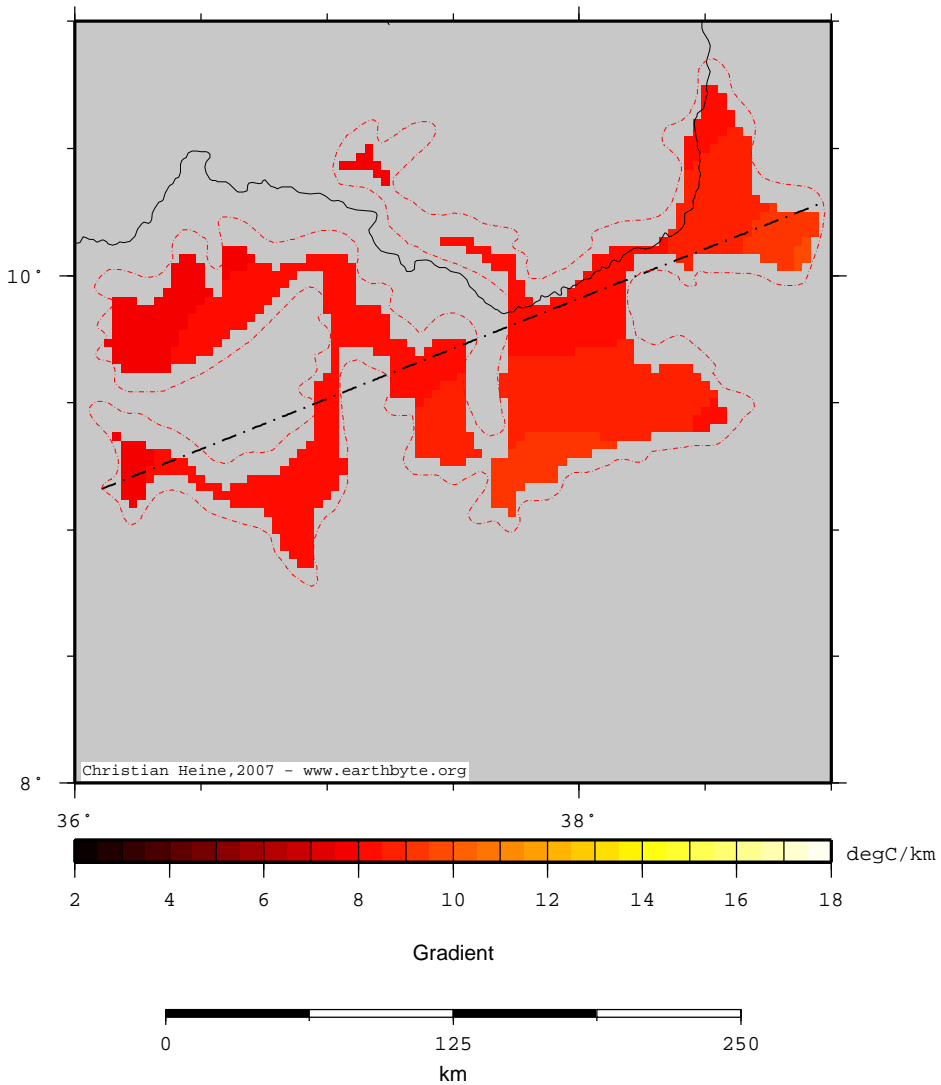 10˚
8˚
Christian Heine,2007 - www.earthbyte.org
36˚ 38˚
degC/km
2 4 6 8 10 12 14 16 18
Gradient
0 125 250
km